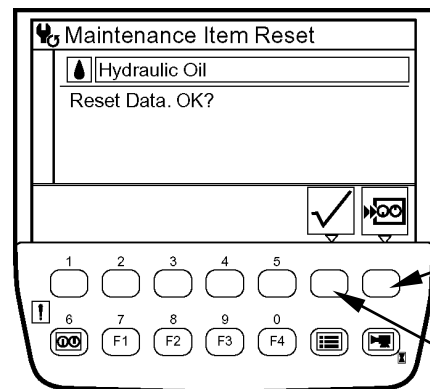 Maintenance Item Reset
Hydraulic Oil
Reset Data. OK?
1 2 3 4 5
6 7 8 9 0
F1 F2 F3 F4